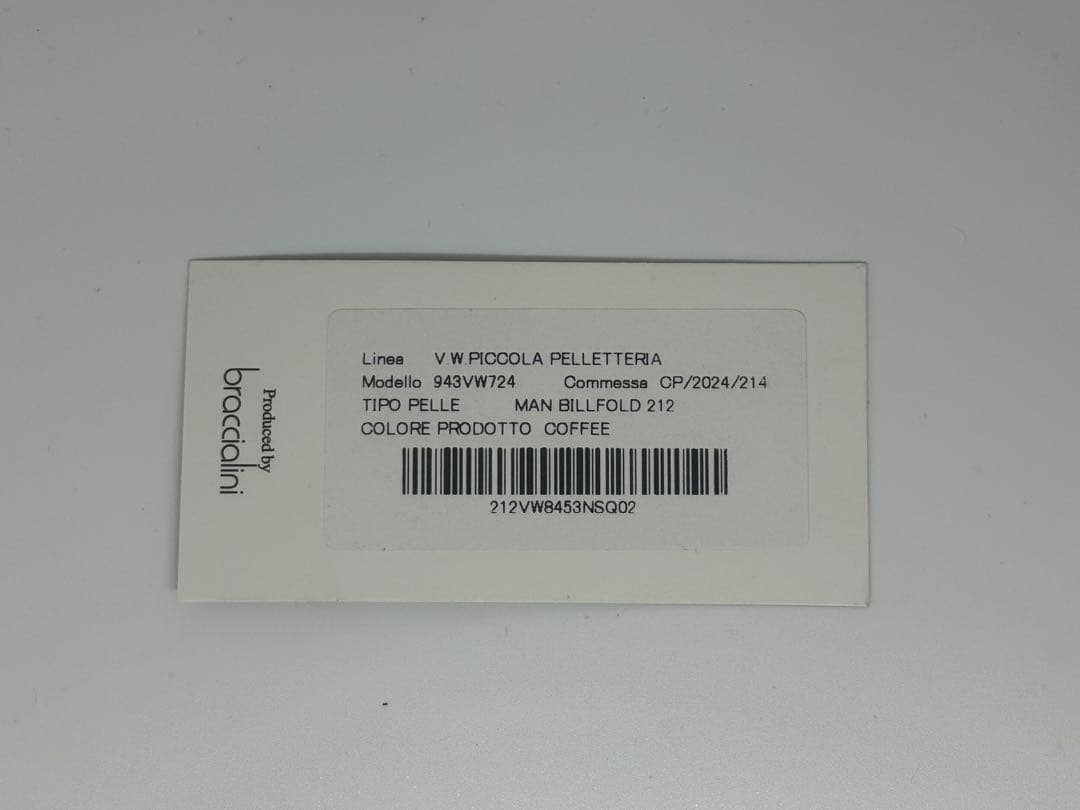 Linea V.W.PICCOLA PELLETTERIA
Modello 943VW724 Commessa CP/2024/214
TIPO PELLE MAN BILLFOLD 212
COLORE PRODOTTO COFFEE
212VW8453NSQ02
Produced by
braccialini